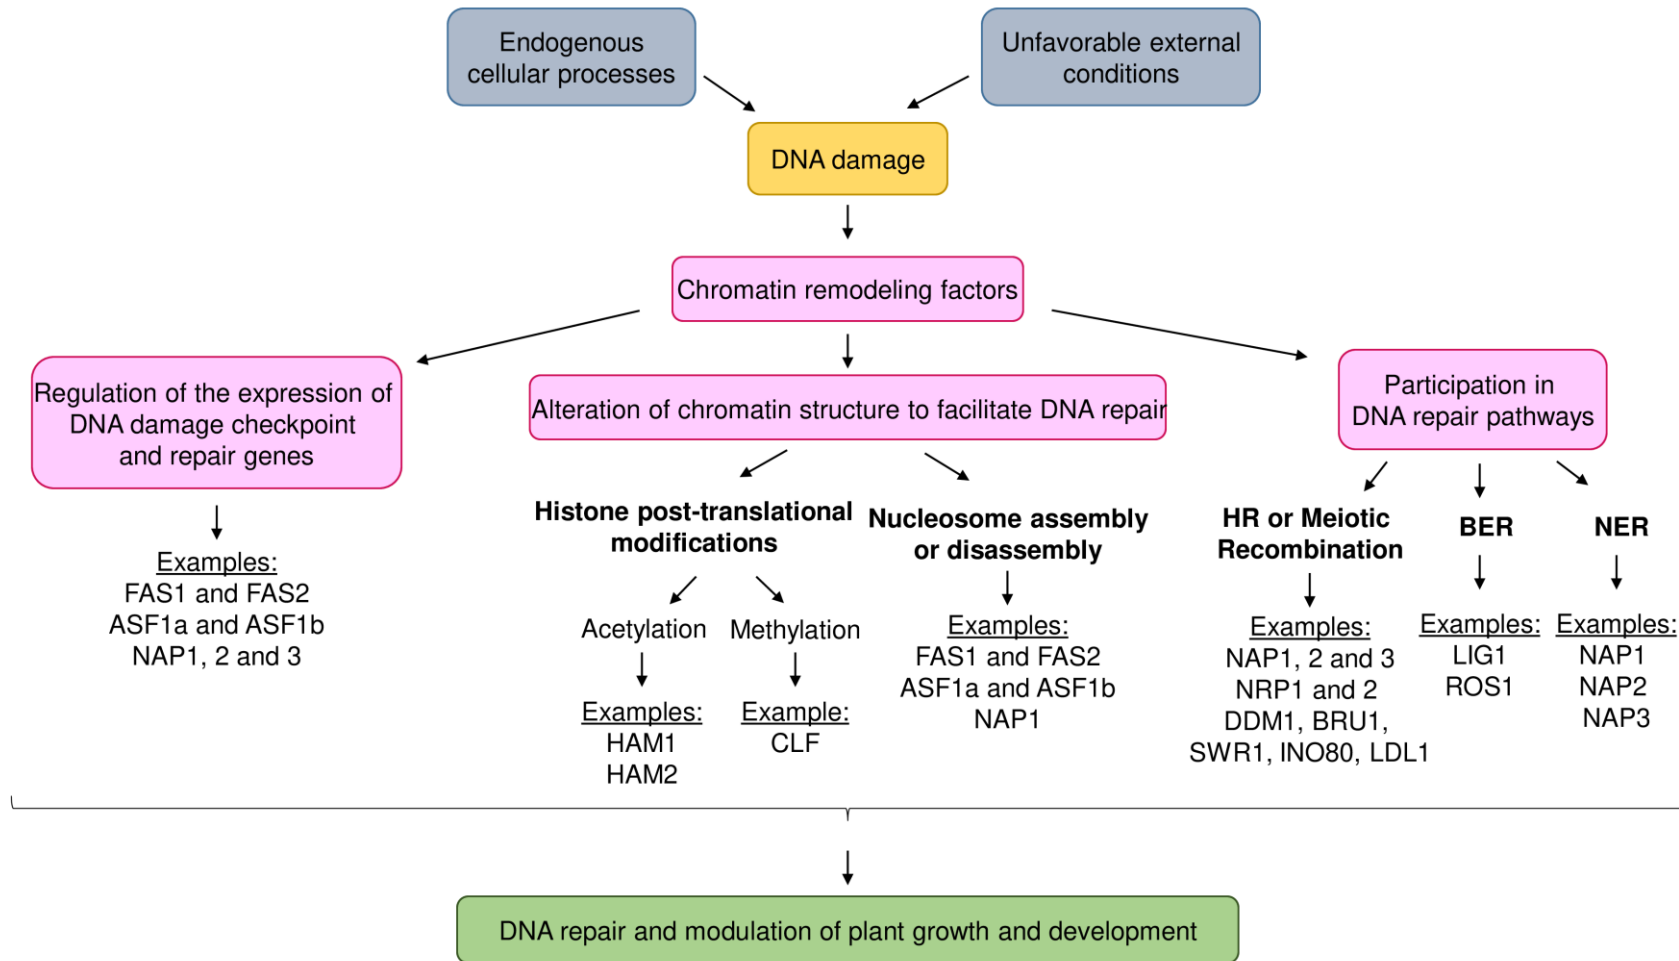 Endogenous
cellular processes
Unfavorable external
conditions
DNA damage
Chromatin remodeling factors
Regulation of the expression of
DNA damage checkpoint
and repair genes
Examples:
FAS1 and FAS2
ASF1a and ASF1b
NAP1, 2 and 3
Alteration of chromatin structure to facilitate DNA repair
Histone post-translational
modifications
Acetylation
Examples:
HAM1
HAM2
Methylation
Example:
CLF
Nucleosome assembly
or disassembly
Examples:
FAS1 and FAS2
ASF1a and ASF1b
NAP1
Participation in
DNA repair pathways
HR or Meiotic
Recombination
Examples:
NAP1, 2 and 3
NRP1 and 2
DDM1, BRU1,
SWR1, INO80, LDL1
BER
Examples:
LIG1
ROS1
NER
Examples:
NAP1
NAP2
NAP3
DNA repair and modulation of plant growth and development